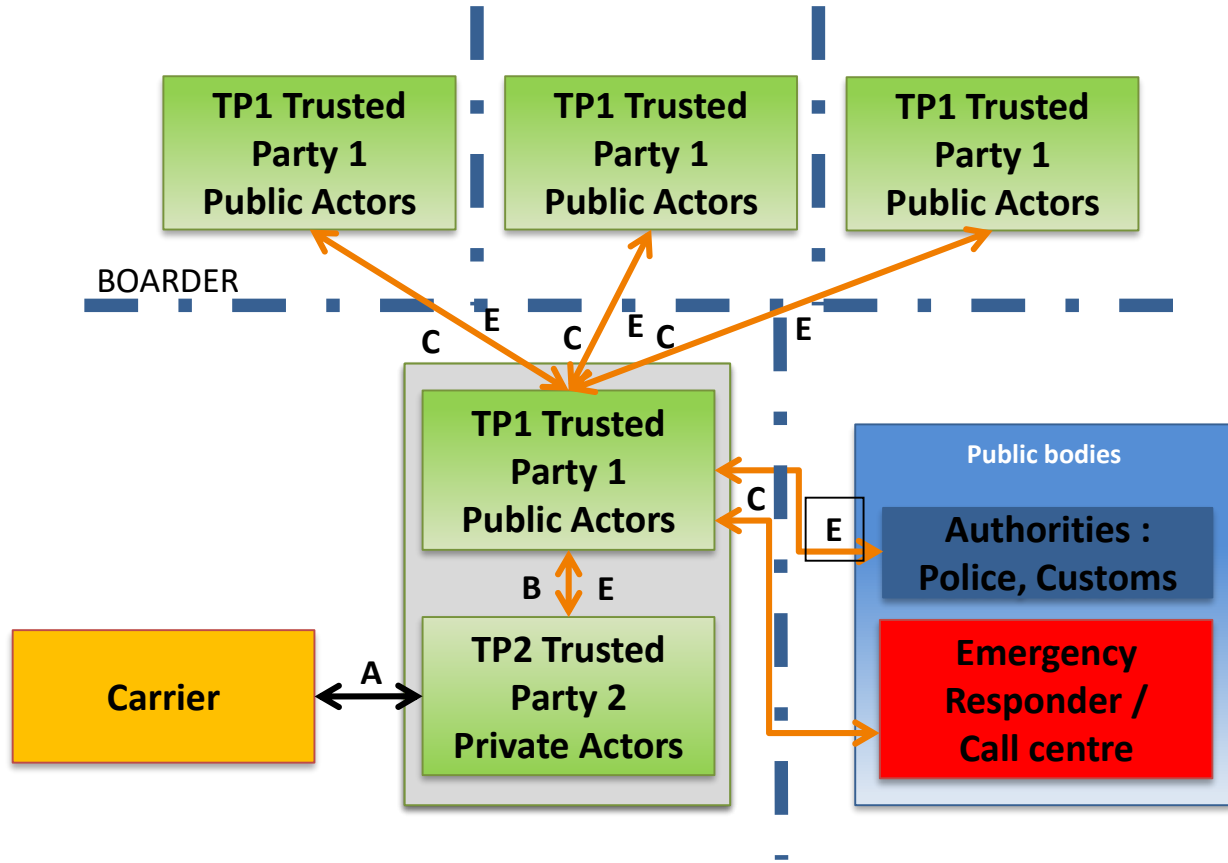 TP1 Trusted
Party 1
Public Actors
TP1 Trusted
Party 1
Public Actors
TP1 Trusted
Party 1
Public Actors
BOARDER
C
E
C
E
C
E
TP1 Trusted
Party 1
Public Actors
C
E
B
E
TP2 Trusted
Party 2
Private Actors
A
Carrier
Public bodies
Authorities :
Police, Customs
Emergency
Responder /
Call centre